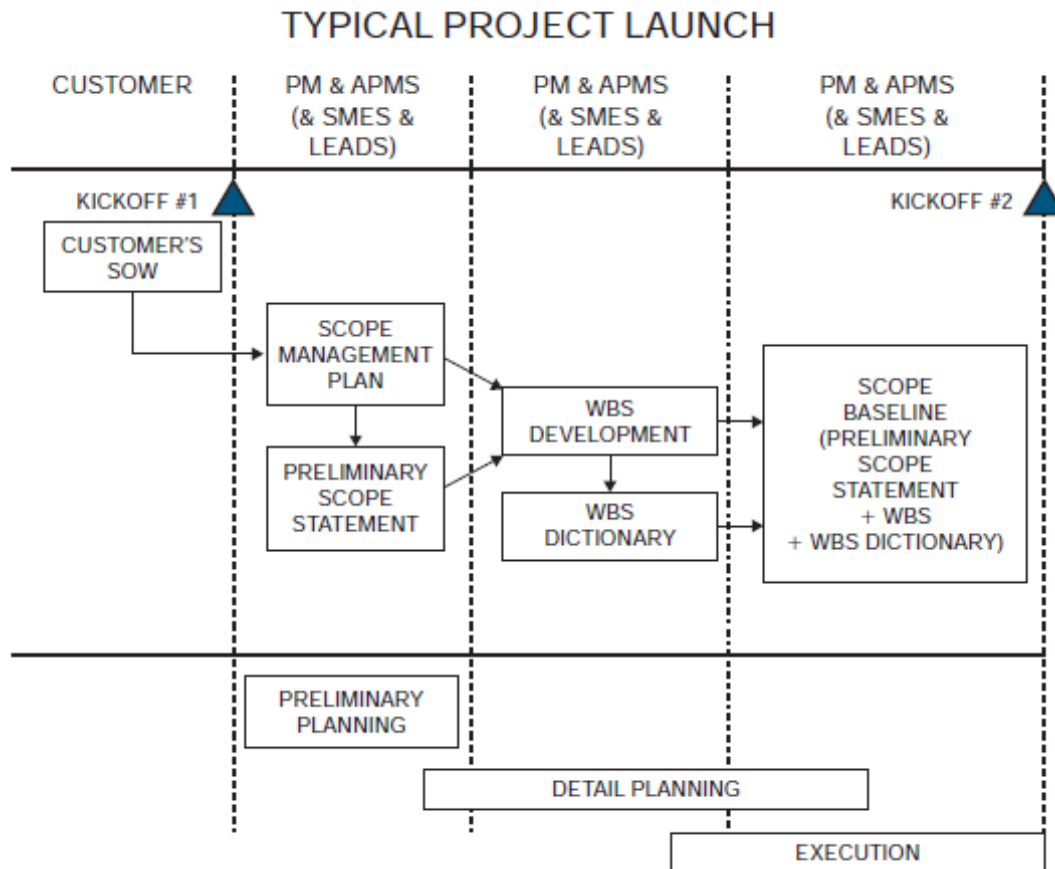 TYPICAL PROJECT LAUNCH
CUSTOMER
PM & APMS
(& SMES &
LEADS)
PM & APMS
(& SMES &
LEADS)
PM & APMS
(& SMES &
LEADS)
KICKOFF #1
KICKOFF #2
CUSTOMER'S
SOW
SCOPE
MANAGEMENT
PLAN
PRELIMINARY
SCOPE
STATEMENT
WBS
DEVELOPMENT
WBS
DICTIONARY
SCOPE
BASELINE
(PRELIMINARY
SCOPE
STATEMENT
+ WBS
+ WBS DICTIONARY)
PRELIMINARY
PLANNING
DETAIL PLANNING
EXECUTION